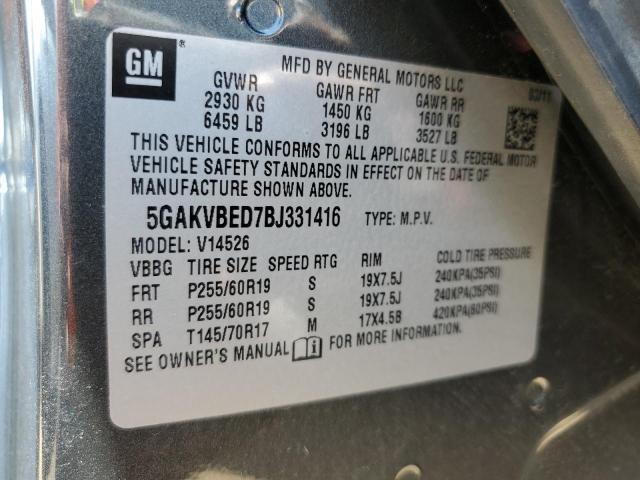 GM ®
MFD BY GENERAL MOTORS LLC 03/11
GVWR GAWR FRT GAWR RR
2930 KG 1450 KG 1600 KG
6459 LB 3196 LB 3527 LB
THIS VEHICLE CONFORMS TO ALL APPLICABLE U.S. FEDERAL MOTOR
VEHICLE SAFETY STANDARDS IN EFFECT ON THE DATE OF
MANUFACTURE SHOWN ABOVE.
5GAKVBED7BJ331416 TYPE: M.P.V.
MODEL: V14526
VBBG TIRE SIZE SPEED RTG RIM COLD TIRE PRESSURE
FRT P255/60R19 S 19X7.5J 240KPA(35PSI)
RR P255/60R19 S 19X7.5J 240KPA(35PSI)
SPA T145/70R17 M 17X4.5B 420KPA(60PSI)
SEE OWNER'S MANUAL i FOR MORE INFORMATION.